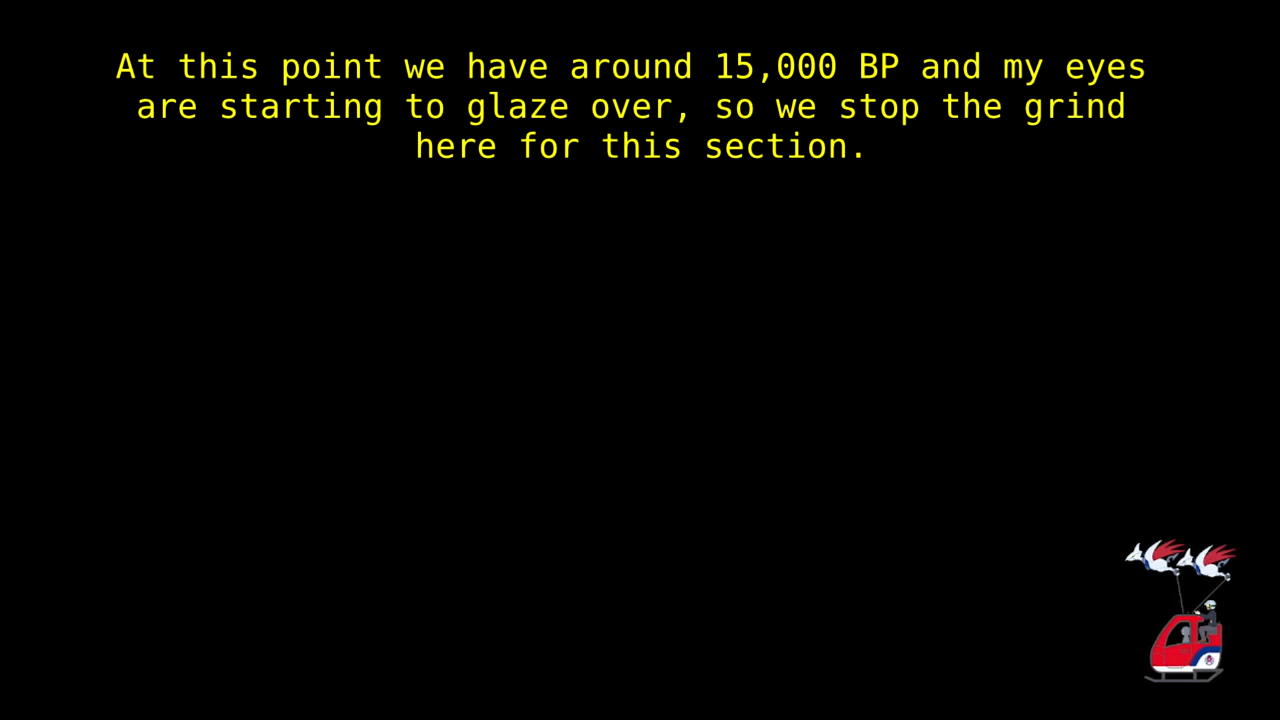 At this point we have around 15,000 BP and my eyes
are starting to glaze over, so we stop the grind
here for this section.